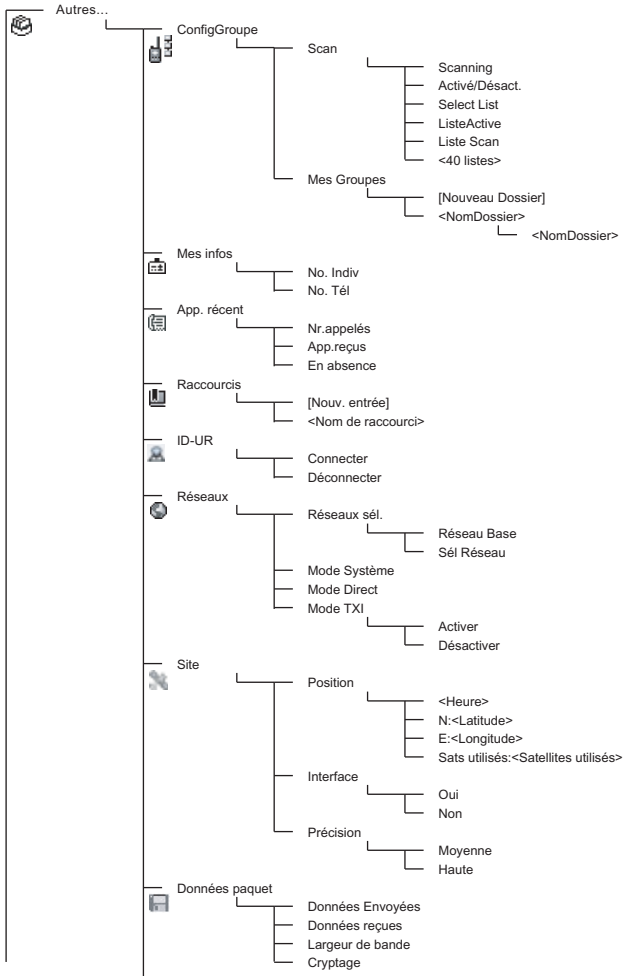 Autres...
ConfigGroupe
Scan
Scanning
Activé/Désact.
Select List
ListeActive
Liste Scan
<40 listes>
Mes Groupes
[Nouveau Dossier]
<NomDossier>
<NomDossier>
Mes infos
No. Indiv
No. Tél
App. récent
Nr.appelés
App.reçus
En absence
Raccourcis
[Nouv. entrée]
<Nom de raccourci>
ID-UR
Connecter
Déconnecter
Réseaux
Réseaux sél.
Réseau Base
Sél Réseau
Mode Système
Mode Direct
Mode TXI
Activer
Désactiver
Site
Position
<Heure>
N:<Latitude>
E:<Longitude>
Sats utilisés:<Satellites utilisés>
Interface
Oui
Non
Précision
Moyenne
Haute
Données paquet
Données Envoyées
Données reçues
Largeur de bande
Cryptage